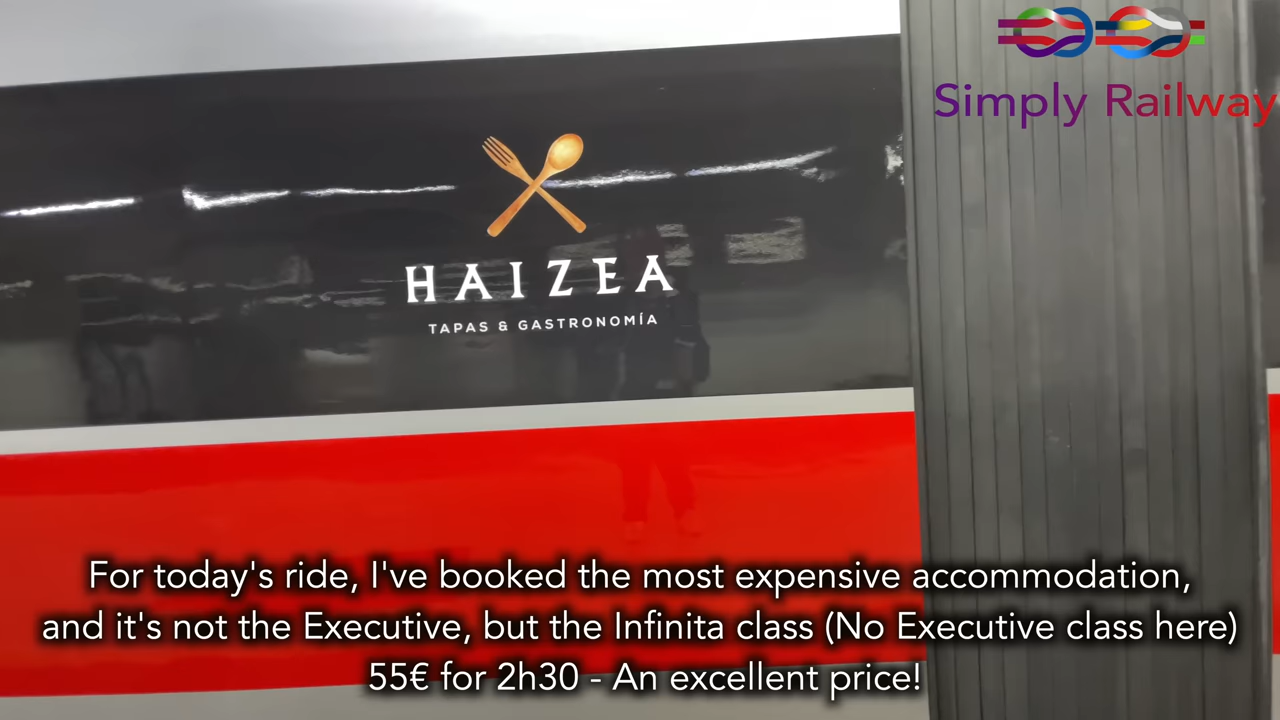 Simply Railway
HAIZEA
TAPAS & GASTRONOMÍA
For today's ride, I've booked the most expensive accommodation,
and it's not the Executive, but the Infinita class (No Executive class here)
55€ for 2h30 - An excellent price!